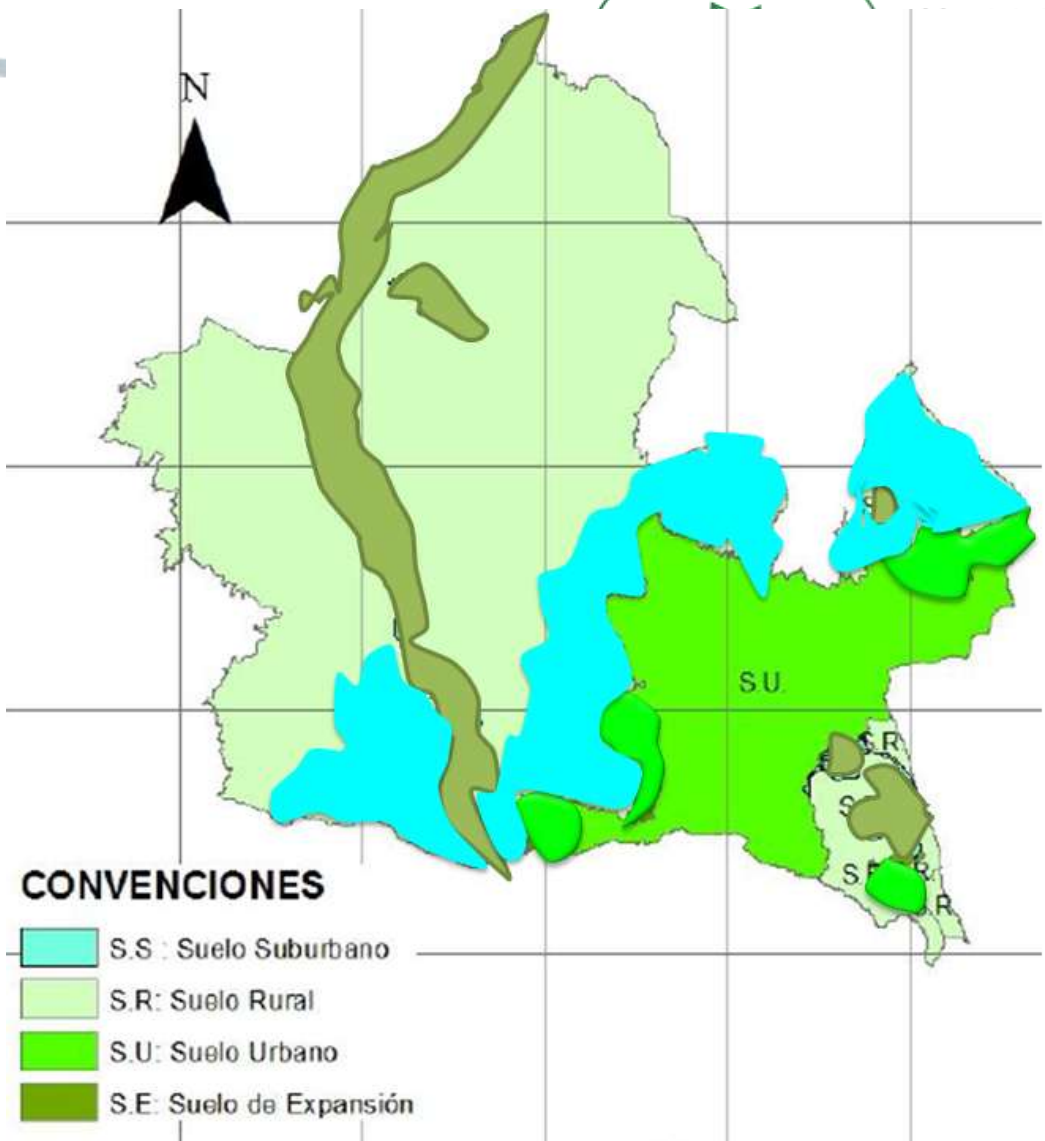 N
S.U.
S.R
S
S
R
CONVENCIONES
S.S : Suelo Suburbano
S.R: Suelo Rural
S.U: Suelo Urbano
S.E: Suelo de Expansión